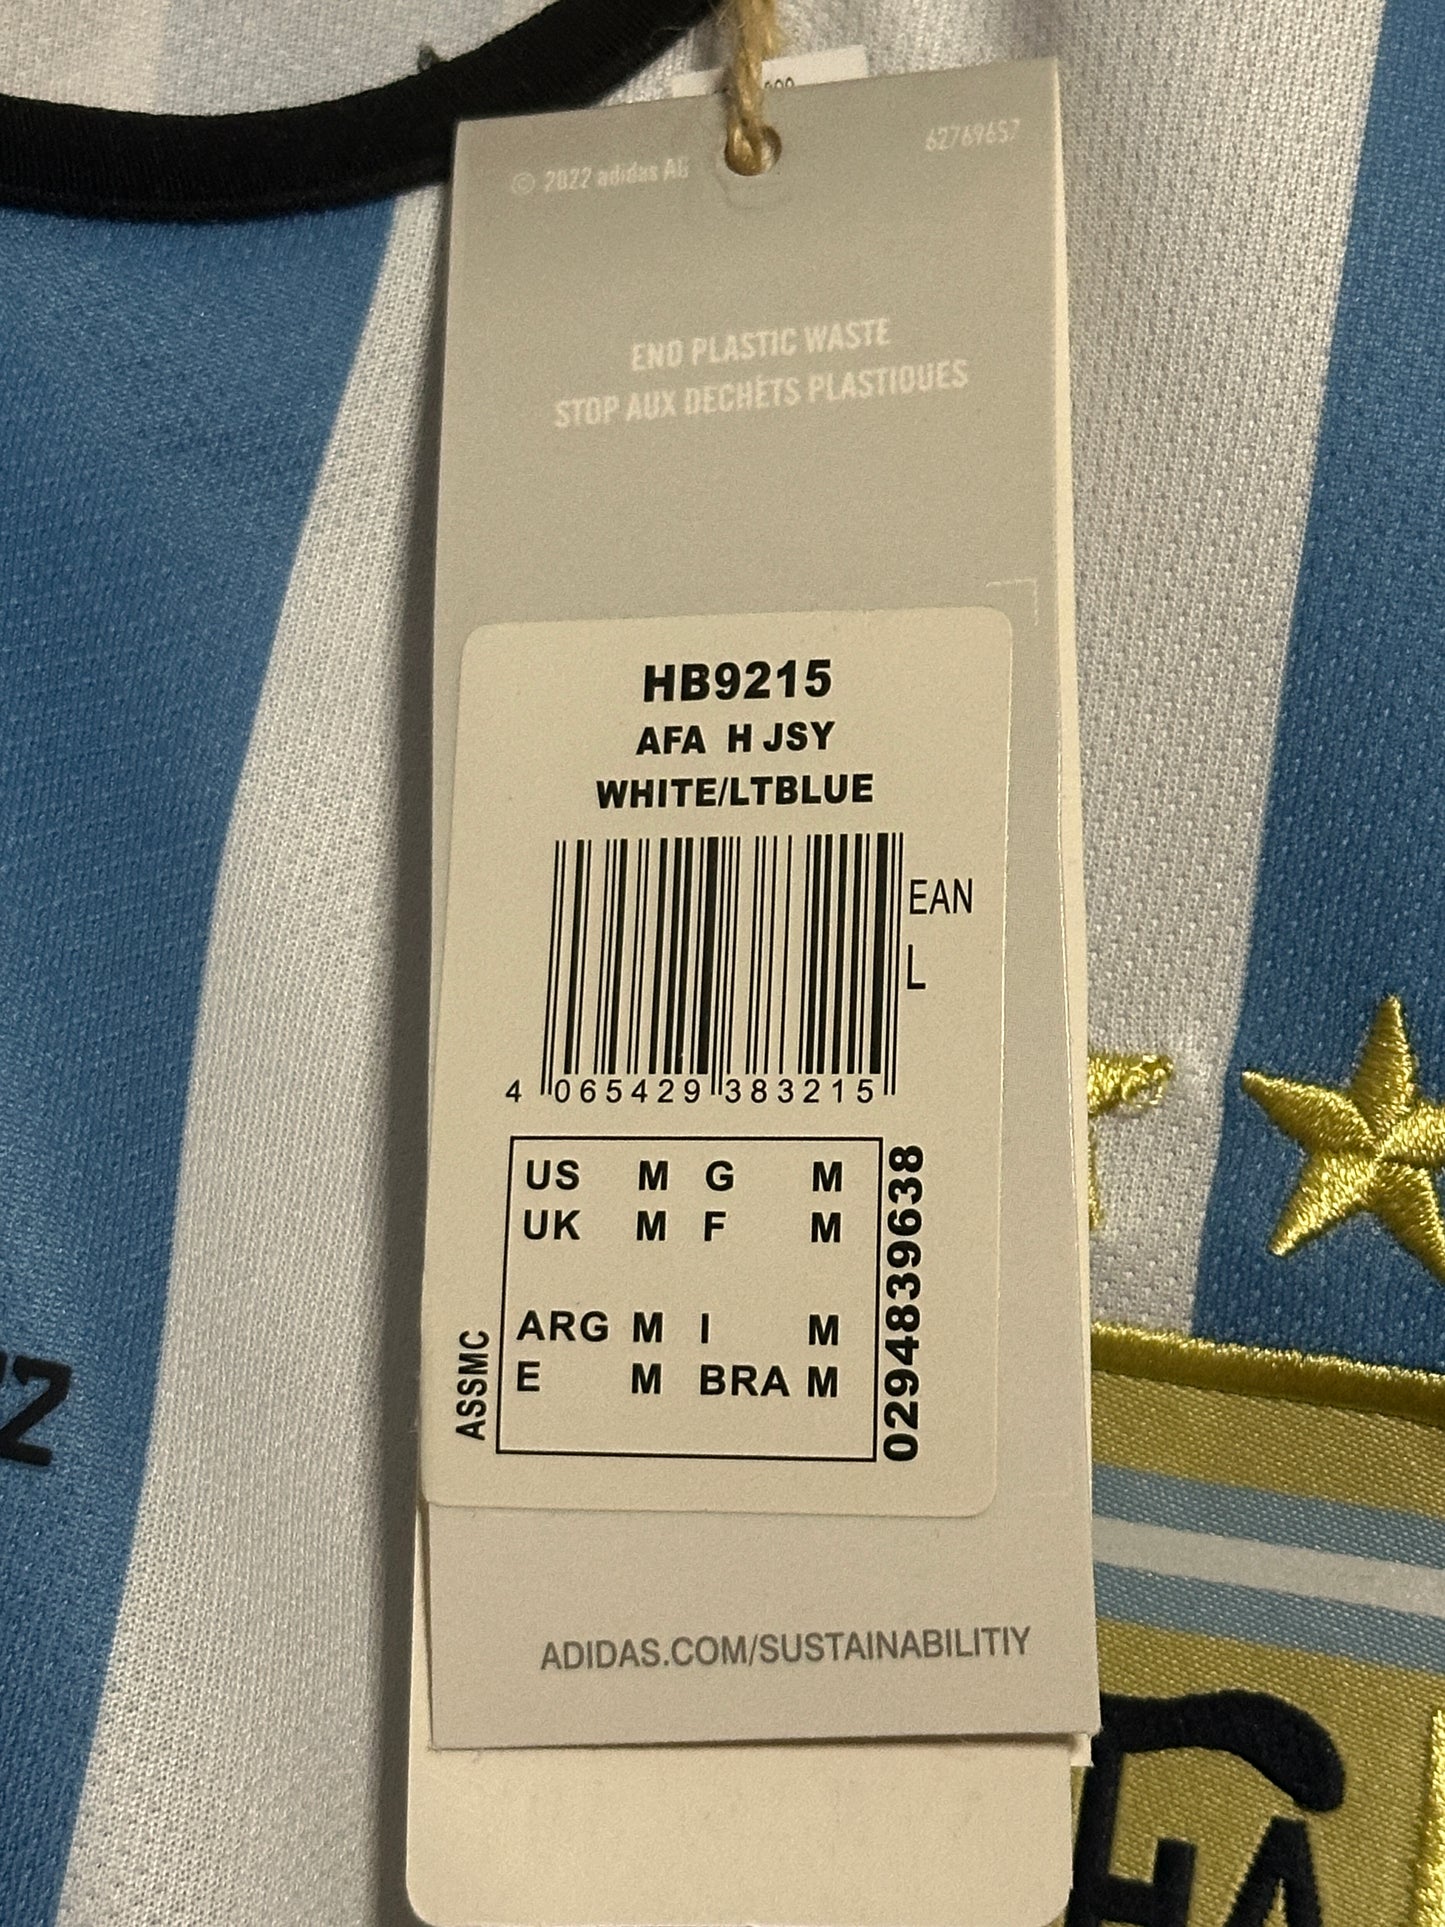 © 2022 adidas AG
62769657
END PLASTIC WASTE
STOP AUX DECHETS PLASTIQUES
HB9215
AFA H JSY
WHITE/LTBLUE
EAN
L
4 065429 383215
US M G M
UK M F M
ARG M I M
E M BRA M
ASSMC
0294839638
ADIDAS.COM/SUSTAINABILITIY